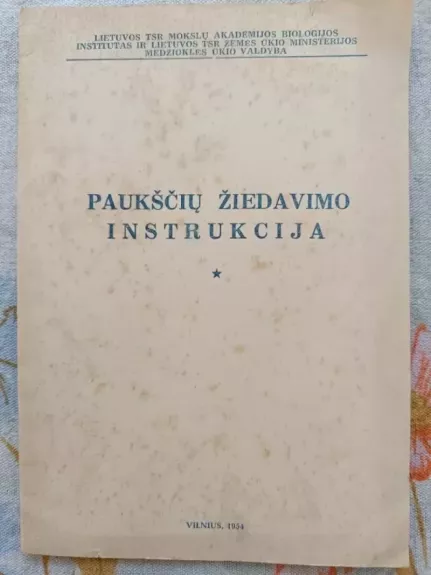 LIETUVOS TSR MOKSLŲ AKADEMIJOS BIOLOGIJOS
INSTITUTAS IR LIETUVOS TSR ŽEMĖS ŪKIO MINISTERIJOS
MEDŽIOKLĖS ŪKIO VALDYBA
PAUKŠČIŲ ŽIEDAVIMO
INSTRUKCIJA
★
VILNIUS, 1954